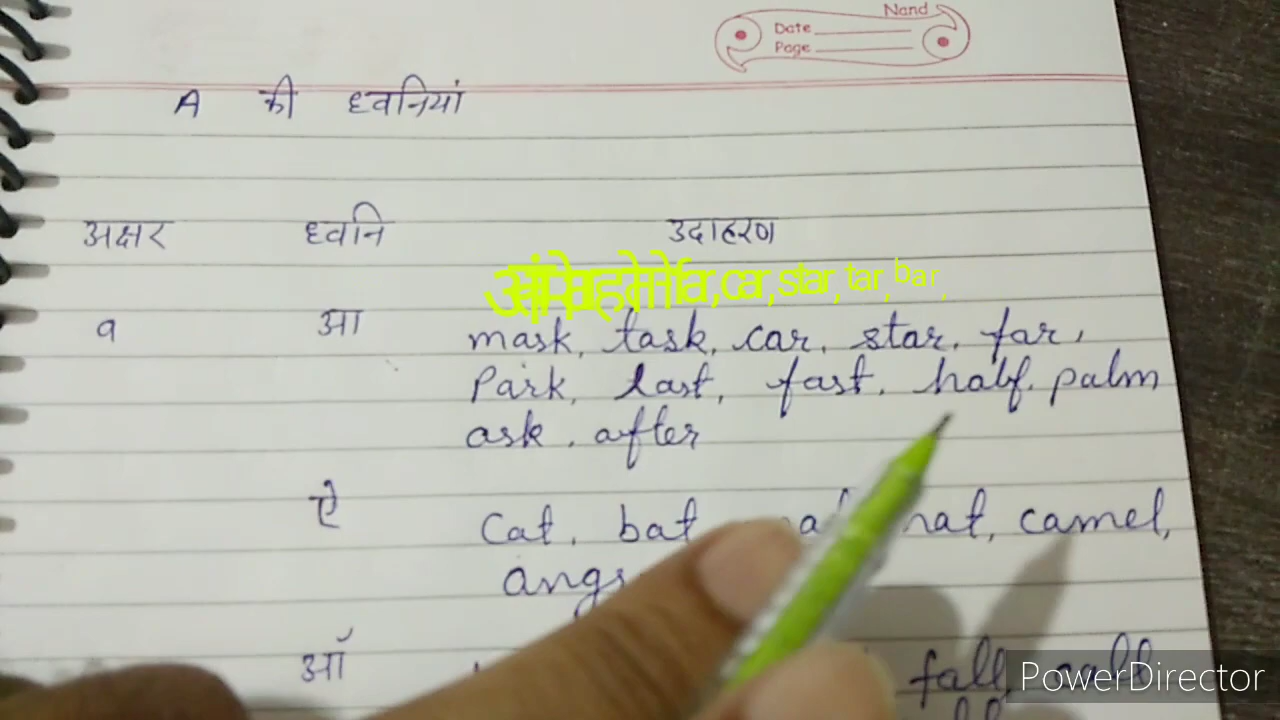 Nand
Date
Page
A की ध्वनियां
अक्षर ध्वनि उदाहरण
far, car, star, tar, bar,
a आ mask, task, car, star, far,
Park, last, fast, half, palm
ask, after
ऐ Cat, bat camel,
ऑ fall,
PowerDirector